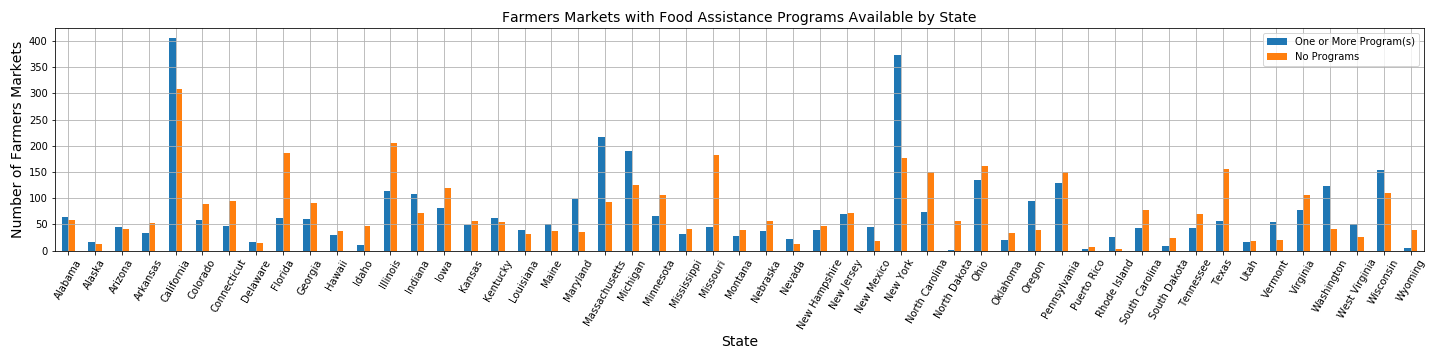 Farmers Markets with Food Assistance Programs Available by State
One or More Program(s)
No Programs
Number of Farmers Markets
400
350
300
250
200
150
100
50
0
Alabama
Alaska
Arizona
Arkansas
California
Colorado
Connecticut
Delaware
Florida
Georgia
Hawaii
Idaho
Illinois
Indiana
Iowa
Kansas
Kentucky
Louisiana
Maine
Maryland
Massachusetts
Michigan
Minnesota
Mississippi
Missouri
Montana
Nebraska
Nevada
New Hampshire
New Jersey
New Mexico
New York
North Carolina
North Dakota
Ohio
Oklahoma
Oregon
Pennsylvania
Puerto Rico
Rhode Island
South Carolina
South Dakota
Tennessee
Texas
Utah
Vermont
Virginia
Washington
West Virginia
Wisconsin
Wyoming
State